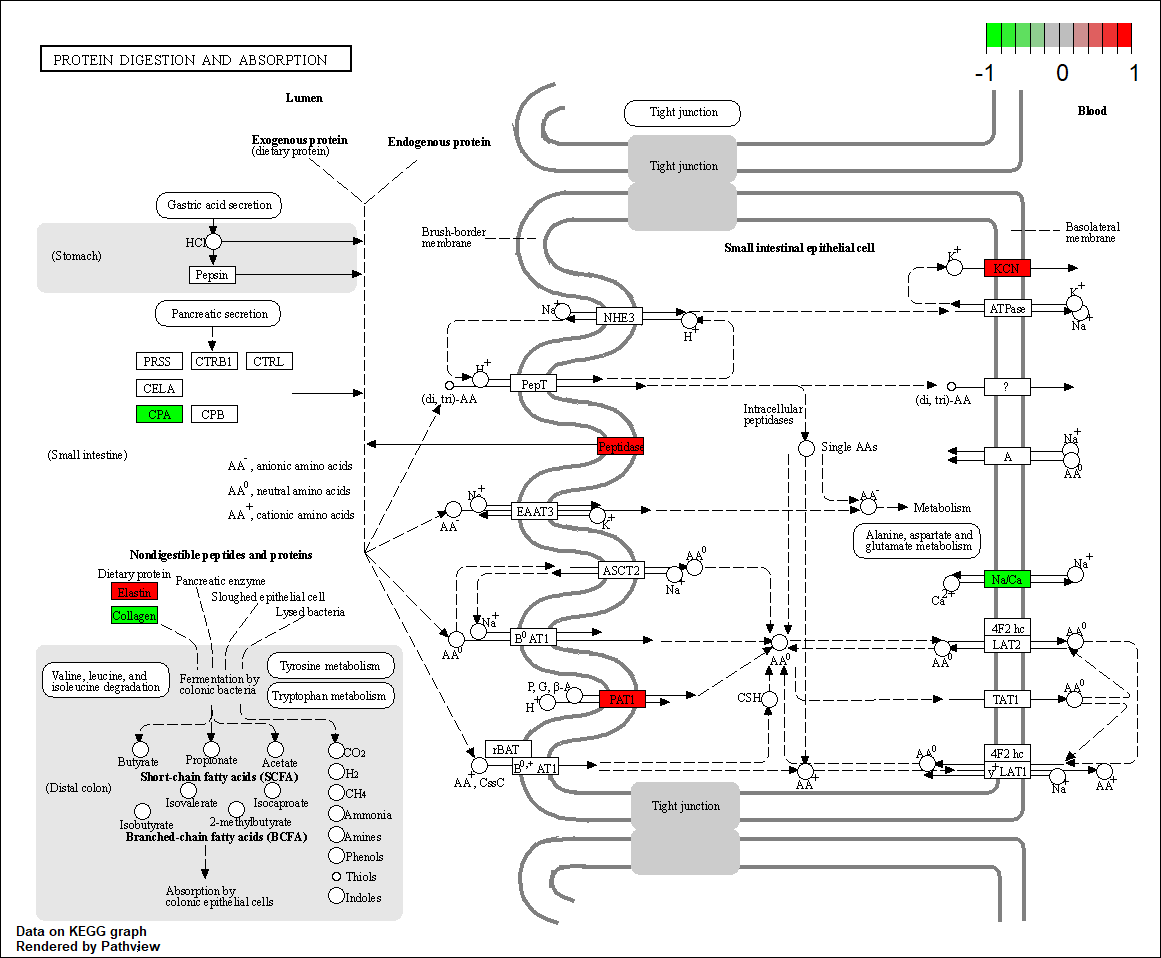 PROTEIN DIGESTION AND ABSORPTION
-1 0 1
Lumen
Blood
Exogenous protein
(dietary protein)
Endogenous protein
Tight junction
Tight junction
Gastric acid secretion
HCl
(Stomach)
Pepsin
Brush-border
membrane
Small intestinal epithelial cell
Basolateral
membrane
Pancreatic secretion
PRSS
CTRB1
CTRL
CELA
CPA
CPB
(Small intestine)
K+
KCN
ATPase
K+
Na+
Na+
NHE3
H+
H+
PepT
(di, tri)-AA
(di, tri)-AA
?
Intracellular
peptidases
Peptidase
Single AAs
Na+
A
AA0
AA-, anionic amino acids
AA0, neutral amino acids
AA+, cationic amino acids
Na+
AA-
EAAT3
K+
AA-
Metabolism
Alanine, aspartate and
glutamate metabolism
Nondigestible peptides and proteins
Dietary protein
Elastin
Collagen
Pancreatic enzyme
Sloughed epithelial cell
Lysed bacteria
ASCT2
AA0
Na+
Ca2+
Na/Ca
Na+
Na+
AA0
B0 AT1
AA0
AA0
4F2 hc
LAT2
AA0
Valine, leucine, and
isoleucine degradation
Fermentation by
colonic bacteria
Tyrosine metabolism
Tryptophan metabolism
P, G, β-A
H+
PAT1
CSH
TAT1
AA0
Butyrate
Propionate
Acetate
Short-chain fatty acids (SCFA)
Isovalerate
Isocaproate
Isobutyrate
2-methylbutyrate
Branched-chain fatty acids (BCFA)
CO2
H2
CH4
Ammonia
Amines
Phenols
Thiols
Indoles
(Distal colon)
Absorption by
colonic epithelial cells
rBAT
B0,+ AT1
AA+, CssC
AA+
AA0
4F2 hc
y+LAT1
Na+
AA+
Tight junction
Data on KEGG graph
Rendered by Pathview